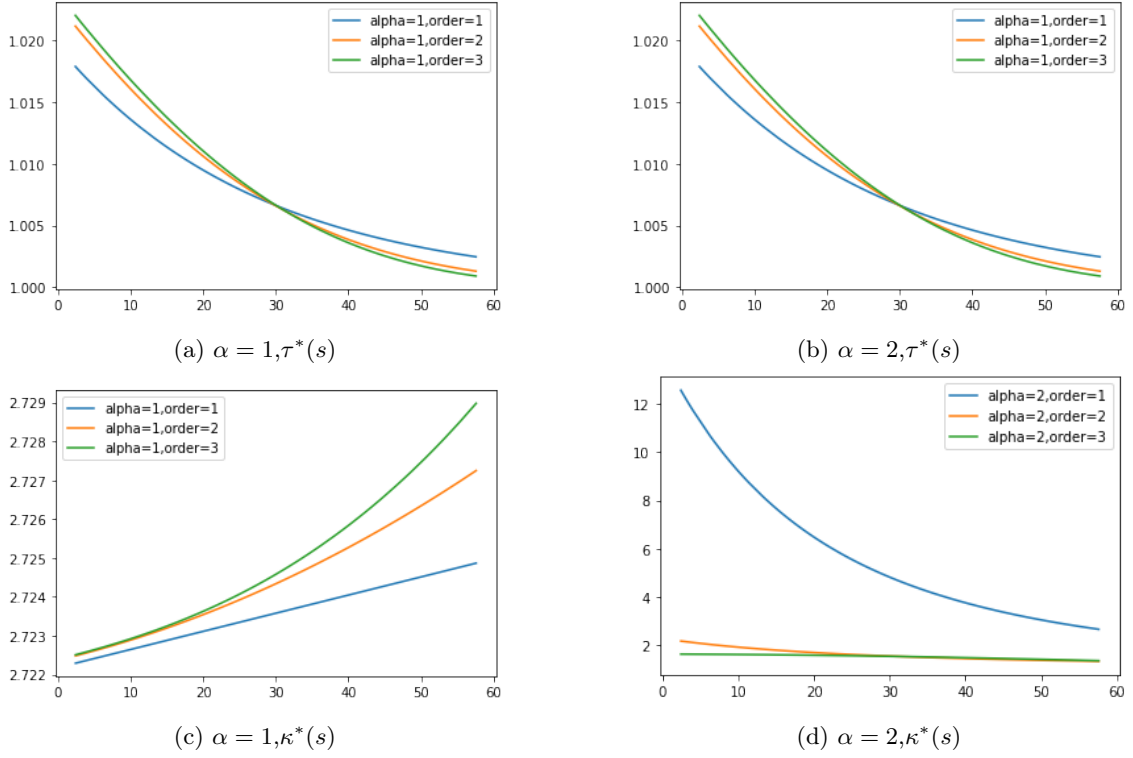 alpha=1,order=1
alpha=1,order=2
alpha=1,order=3
1.020
1.015
1.010
1.005
1.000
0 10 20 30 40 50 60
(a) α = 1,τ*(s)
alpha=1,order=1
alpha=1,order=2
alpha=1,order=3
1.020
1.015
1.010
1.005
1.000
0 10 20 30 40 50 60
(b) α = 2,τ*(s)
alpha=1,order=1
alpha=1,order=2
alpha=1,order=3
2.729
2.728
2.727
2.726
2.725
2.724
2.723
2.722
0 10 20 30 40 50 60
(c) α = 1,κ*(s)
alpha=2,order=1
alpha=2,order=2
alpha=2,order=3
12
10
8
6
4
2
0 10 20 30 40 50 60
(d) α = 2,κ*(s)